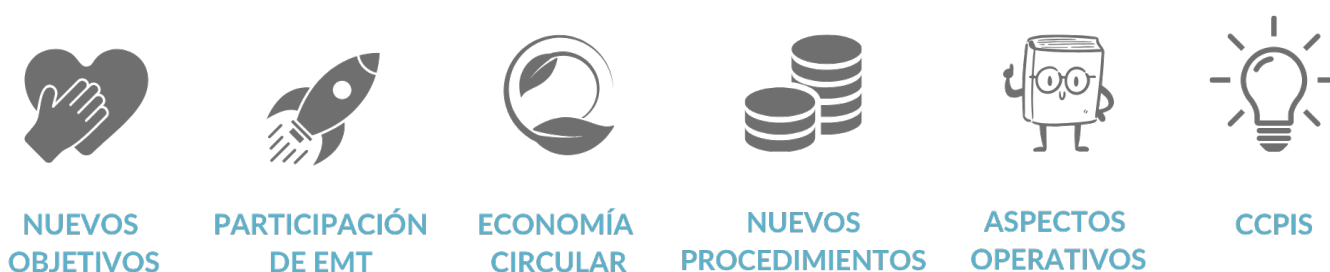 NUEVOS
OBJETIVOS
PARTICIPACIÓN
DE EMT
ECONOMÍA
CIRCULAR
NUEVOS
PROCEDIMIENTOS
ASPECTOS
OPERATIVOS
CCPIS